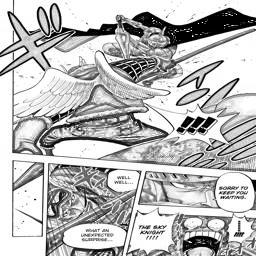 !!!
WELL
WELL...
WHAT AN
UNEXPECTED
SURPRISE...
SORRY TO
KEEP YOU
WAITING.
THE SKY
KNIGHT
!!!!